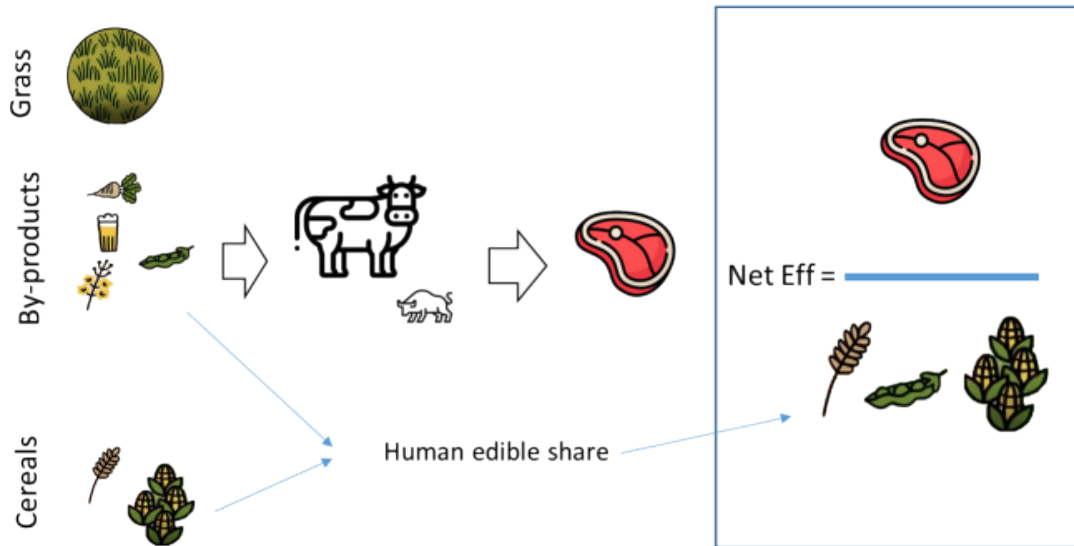 Grass
By-products
Cereals
Human edible share
Net Eff =